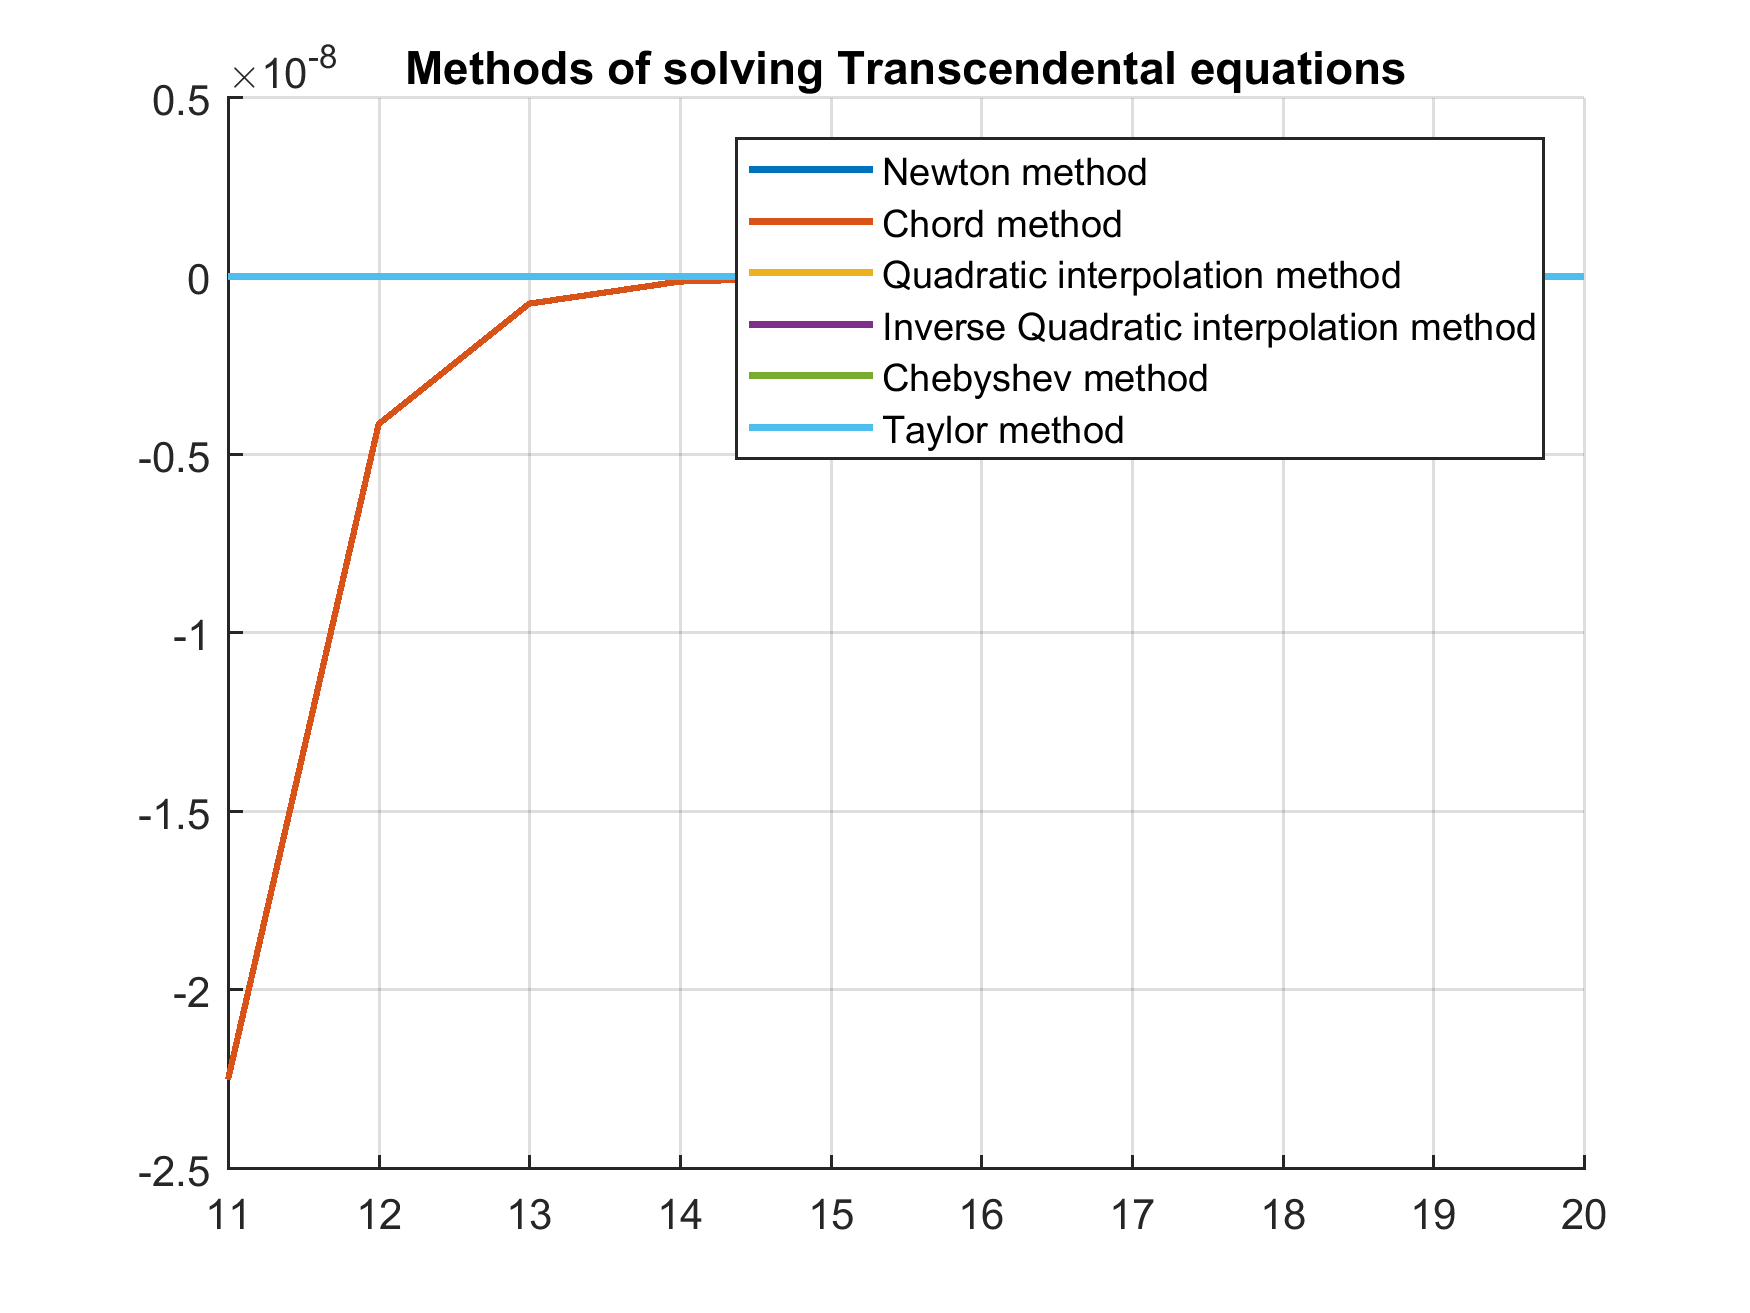 ×10-8
Methods of solving Transcendental equations
0.5
0
-0.5
-1
-1.5
-2
-2.5
Newton method
Chord method
Quadratic interpolation method
Inverse Quadratic interpolation method
Chebyshev method
Taylor method
11 12 13 14 15 16 17 18 19 20